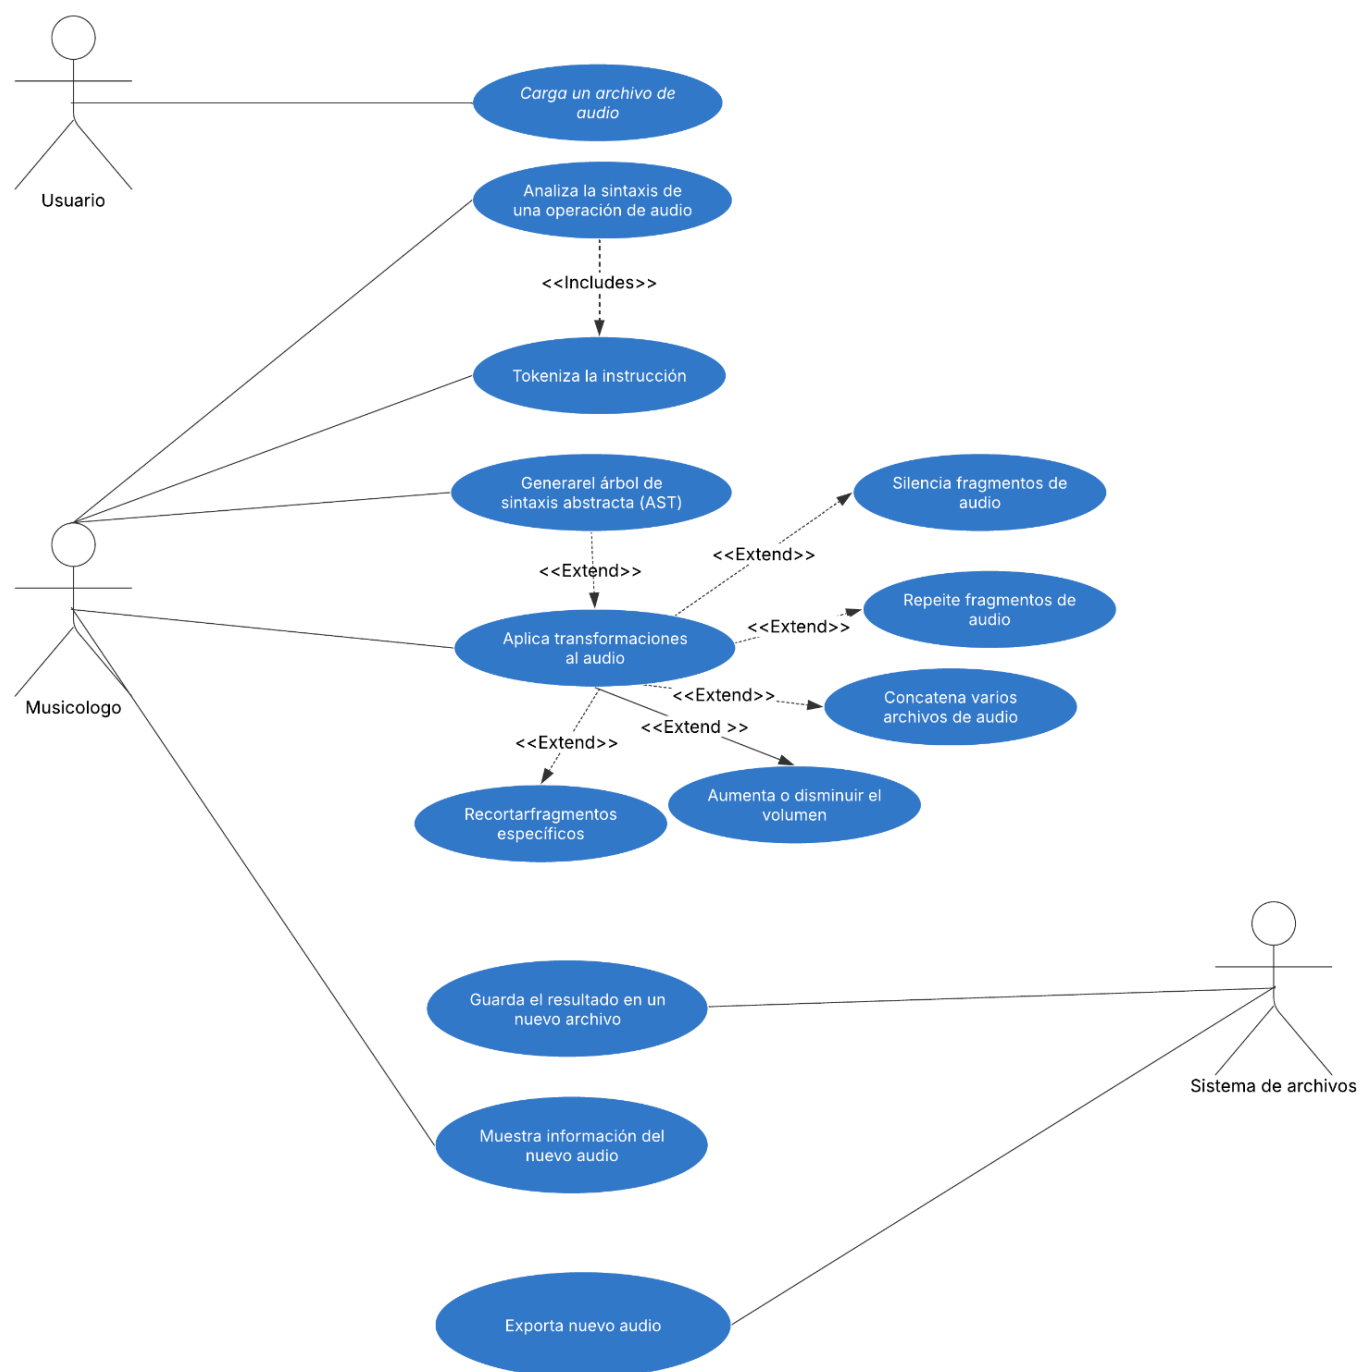 Carga un archivo de
audio
Usuario
Analiza la sintaxis de
una operación de audio
<<Includes>>
Tokeniza la instrucción
Generarel árbol de
sintaxis abstracta (AST)
Silencia fragmentos de
audio
<<Extend>>
<<Extend>>
Repeite fragmentos de
audio
<<Extend>>
Aplica transformaciones
al audio
Musicologo
<<Extend>>
Concatena varios
archivos de audio
<<Extend >>
<<Extend>>
Aumenta o disminuir el
volumen
Recortarfragmentos
específicos
Guarda el resultado en un
nuevo archivo
Sistema de archivos
Muestra información del
nuevo audio
Exporta nuevo audio